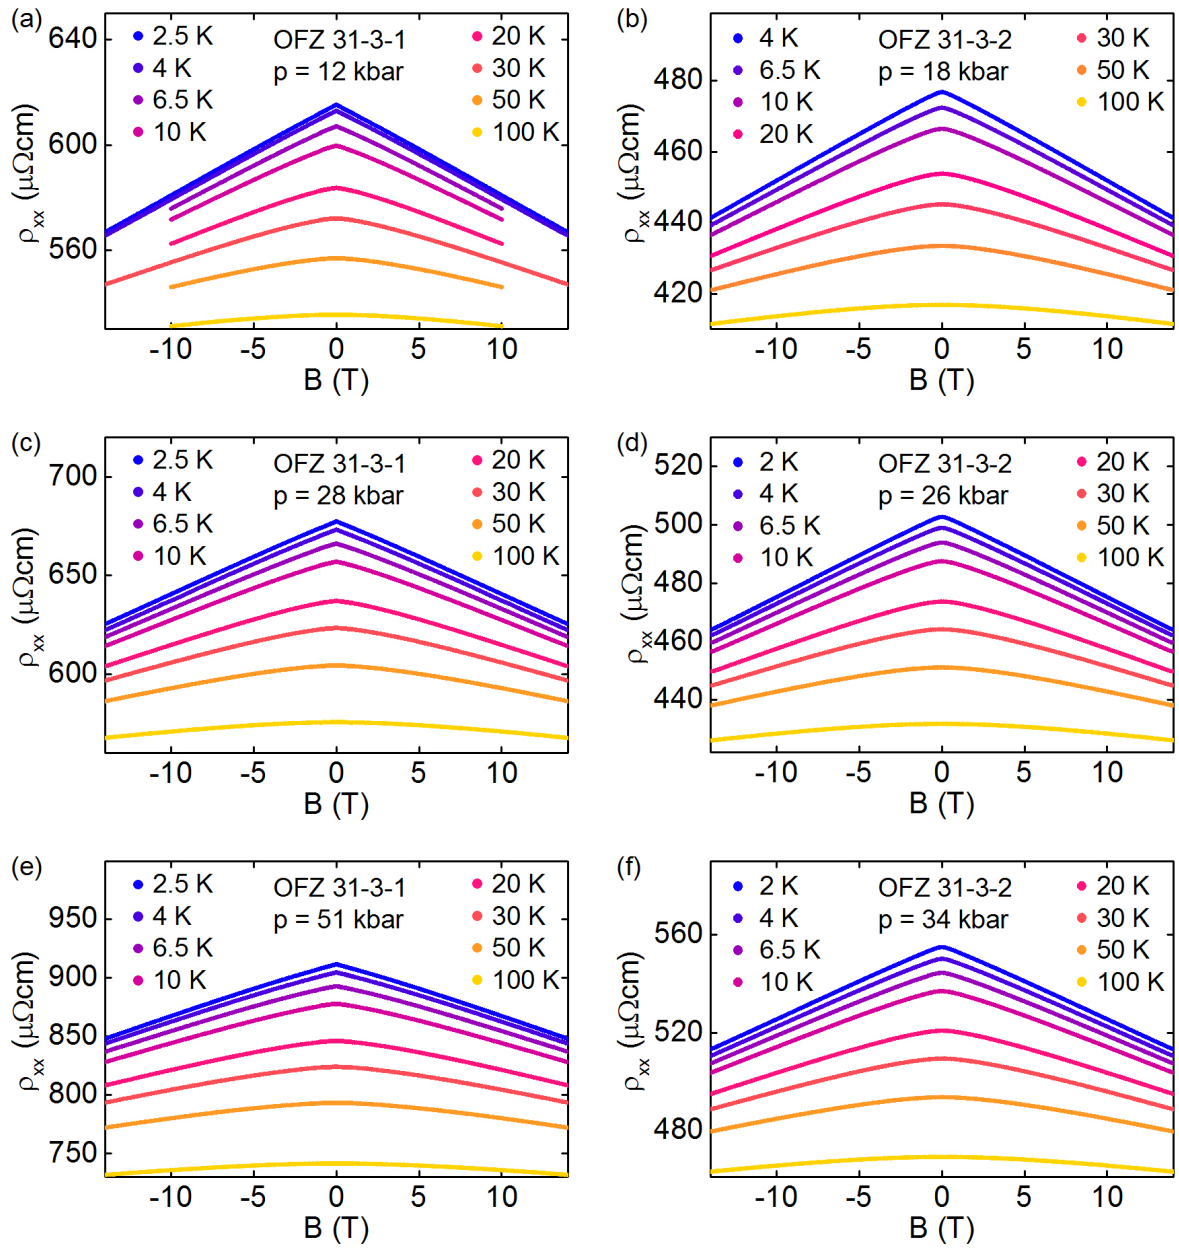 (a)
640
600
560
ρxx (μΩcm)
2.5 K
4 K
6.5 K
10 K
OFZ 31-3-1
p = 12 kbar
20 K
30 K
50 K
100 K
-10 -5 0 5 10
B (T)
(b)
480
460
440
420
ρxx (μΩcm)
4 K
6.5 K
10 K
20 K
OFZ 31-3-2
p = 18 kbar
30 K
50 K
100 K
-10 -5 0 5 10
B (T)
(c)
700
650
600
ρxx (μΩcm)
2.5 K
4 K
6.5 K
10 K
OFZ 31-3-1
p = 28 kbar
20 K
30 K
50 K
100 K
-10 -5 0 5 10
B (T)
(d)
520
500
480
460
440
ρxx (μΩcm)
2 K
4 K
6.5 K
10 K
OFZ 31-3-2
p = 26 kbar
20 K
30 K
50 K
100 K
-10 -5 0 5 10
B (T)
(e)
950
900
850
800
750
ρxx (μΩcm)
2.5 K
4 K
6.5 K
10 K
OFZ 31-3-1
p = 51 kbar
20 K
30 K
50 K
100 K
-10 -5 0 5 10
B (T)
(f)
560
520
480
ρxx (μΩcm)
2 K
4 K
6.5 K
10 K
OFZ 31-3-2
p = 34 kbar
20 K
30 K
50 K
100 K
-10 -5 0 5 10
B (T)